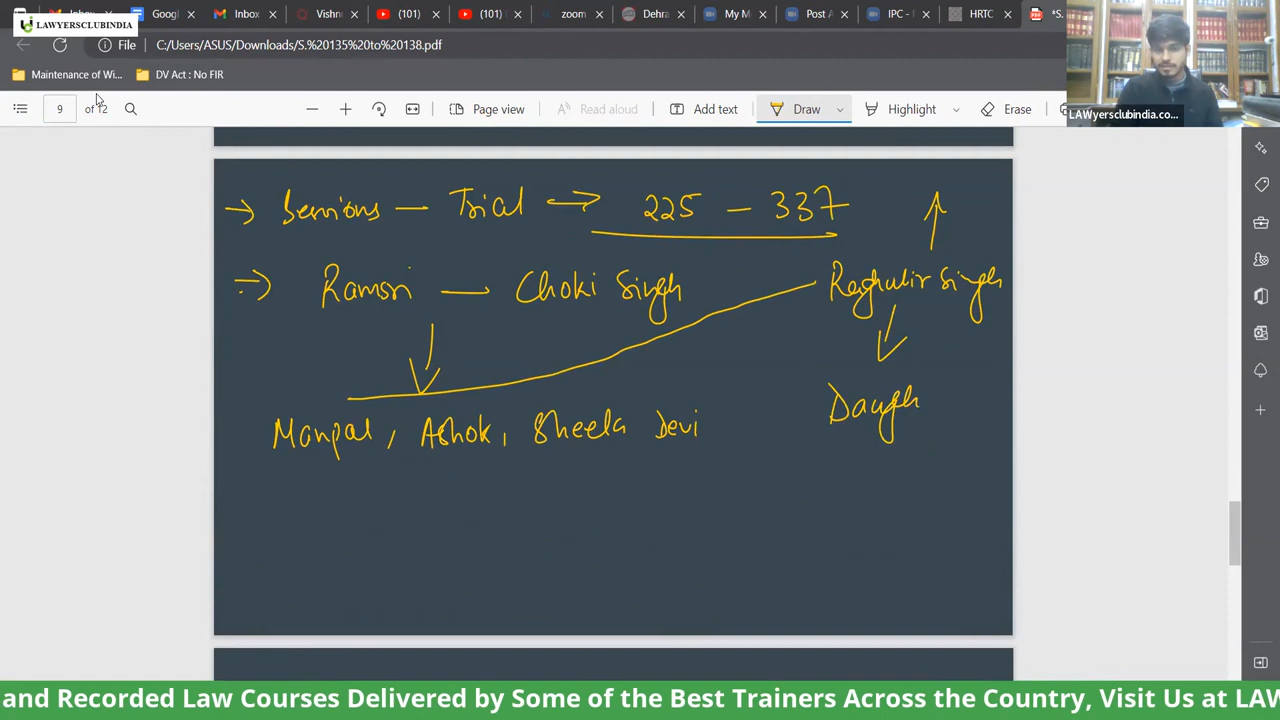 LAWYERSCLUBINDIA
Inbox
Googl
Inbox
Vishn
(101)
(101)
Dehra
Post
IPC -
HRTC
*S.
File
C:/Users/ASUS/Downloads/S.%20135%20to%20138.pdf
Maintenance of Wi...
DV Act : No FIR
9 of 12
Page view
Read aloud
Add text
Draw
Highlight
Erase
LAWyersclubindia.co...
→ Sessions — Trial → 225 - 337
→ Ramsri — Choki Singh Raghubir Singh
Manpal, Ashok, Sheela Devi
Daugh
and Recorded Law Courses Delivered by Some of the Best Trainers Across the Country, Visit Us at LAW